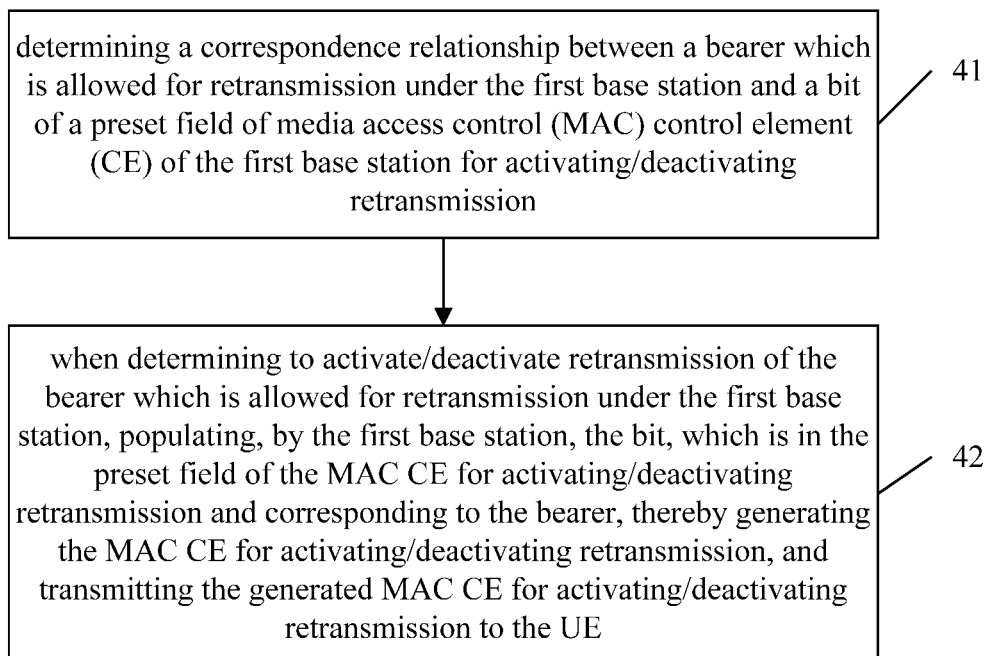 determining a correspondence relationship between a bearer which
is allowed for retransmission under the first base station and a bit
of a preset field of media access control (MAC) control element
(CE) of the first base station for activating/deactivating
retransmission
41
when determining to activate/deactivate retransmission of the
bearer which is allowed for retransmission under the first base
station, populating, by the first base station, the bit, which is in the
preset field of the MAC CE for activating/deactivating
retransmission and corresponding to the bearer, thereby generating
the MAC CE for activating/deactivating retransmission, and
transmitting the generated MAC CE for activating/deactivating
retransmission to the UE
42